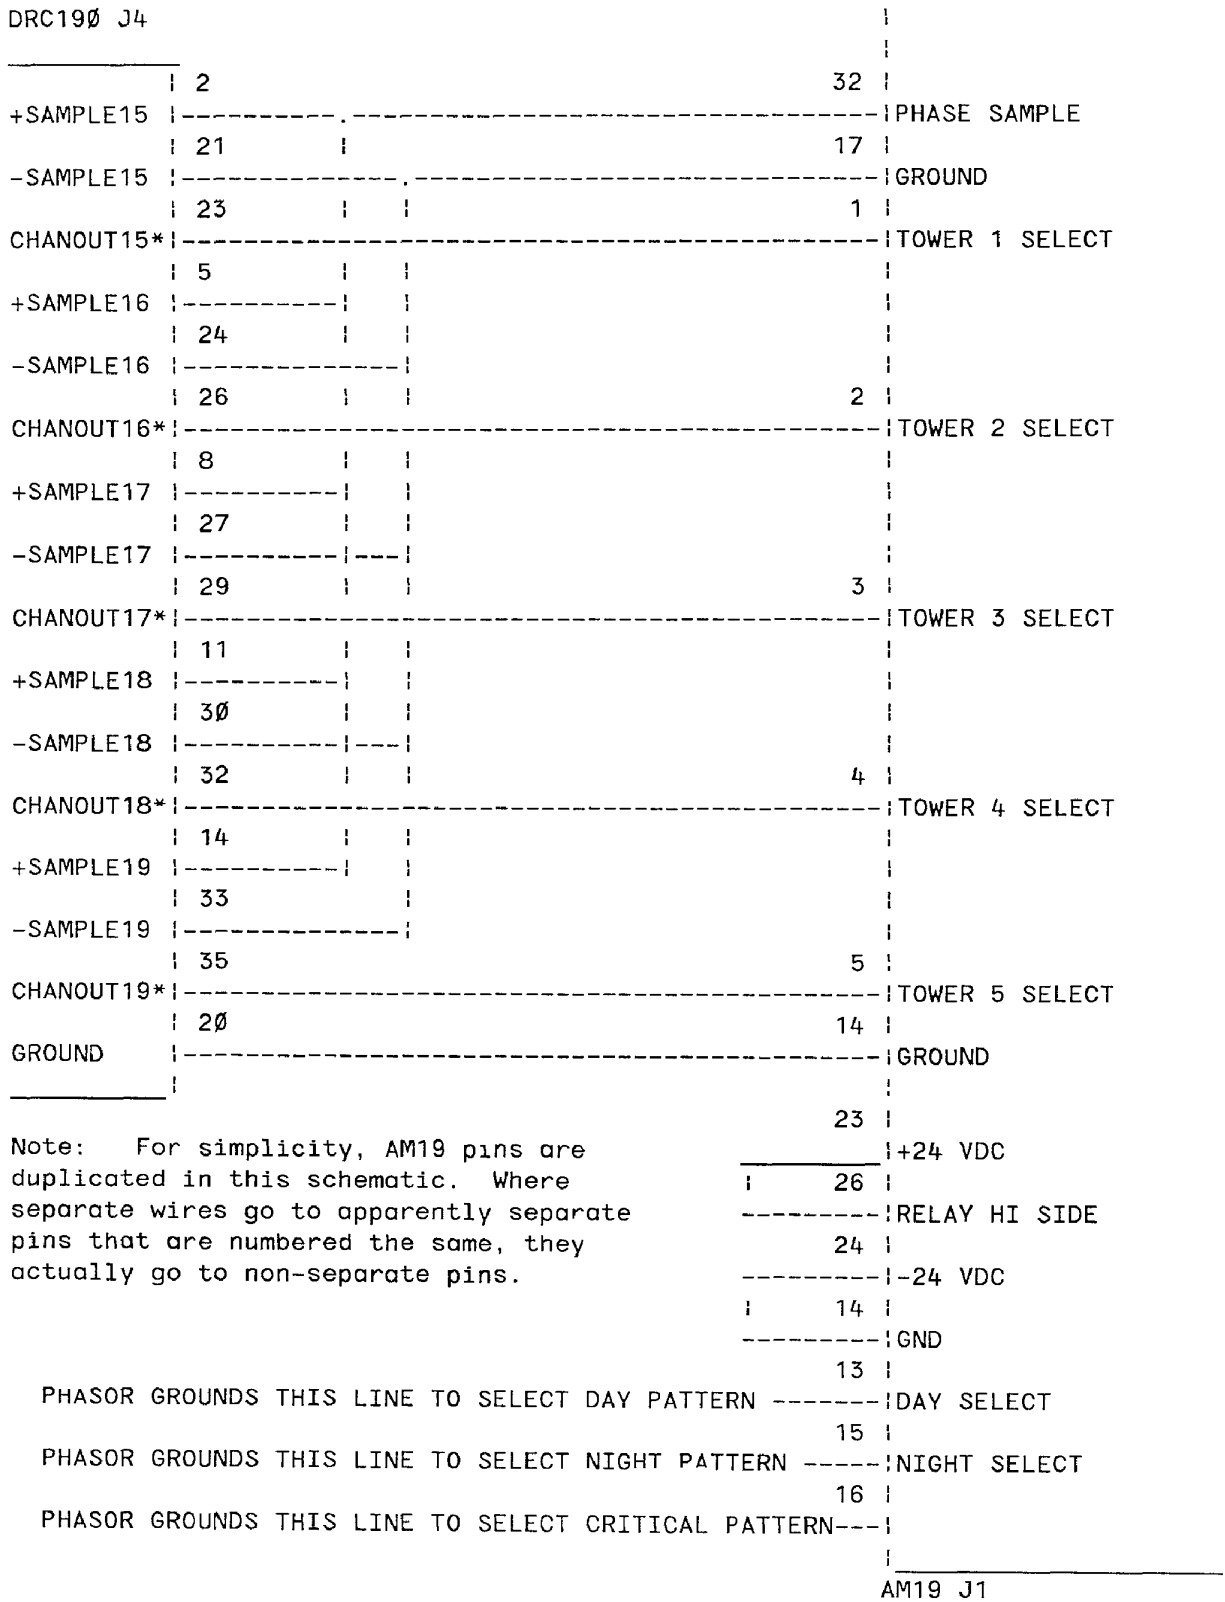 DRC19Ø J4
2 32
+SAMPLE15 PHASE SAMPLE
21 17
-SAMPLE15 GROUND
23 1
CHANOUT15* TOWER 1 SELECT
5
+SAMPLE16
24
-SAMPLE16
26 2
CHANOUT16* TOWER 2 SELECT
8
+SAMPLE17
27
-SAMPLE17
29 3
CHANOUT17* TOWER 3 SELECT
11
+SAMPLE18
3Ø
-SAMPLE18
32 4
CHANOUT18* TOWER 4 SELECT
14
+SAMPLE19
33
-SAMPLE19
35 5
CHANOUT19* TOWER 5 SELECT
2Ø 14
GROUND GROUND
23
+24 VDC
26
RELAY HI SIDE
24
-24 VDC
14
GND
Note: For simplicity, AM19 pins are
duplicated in this schematic. Where
separate wires go to apparently separate
pins that are numbered the same, they
actually go to non-separate pins.
13
PHASOR GROUNDS THIS LINE TO SELECT DAY PATTERN DAY SELECT
15
PHASOR GROUNDS THIS LINE TO SELECT NIGHT PATTERN NIGHT SELECT
16
PHASOR GROUNDS THIS LINE TO SELECT CRITICAL PATTERN
AM19 J1